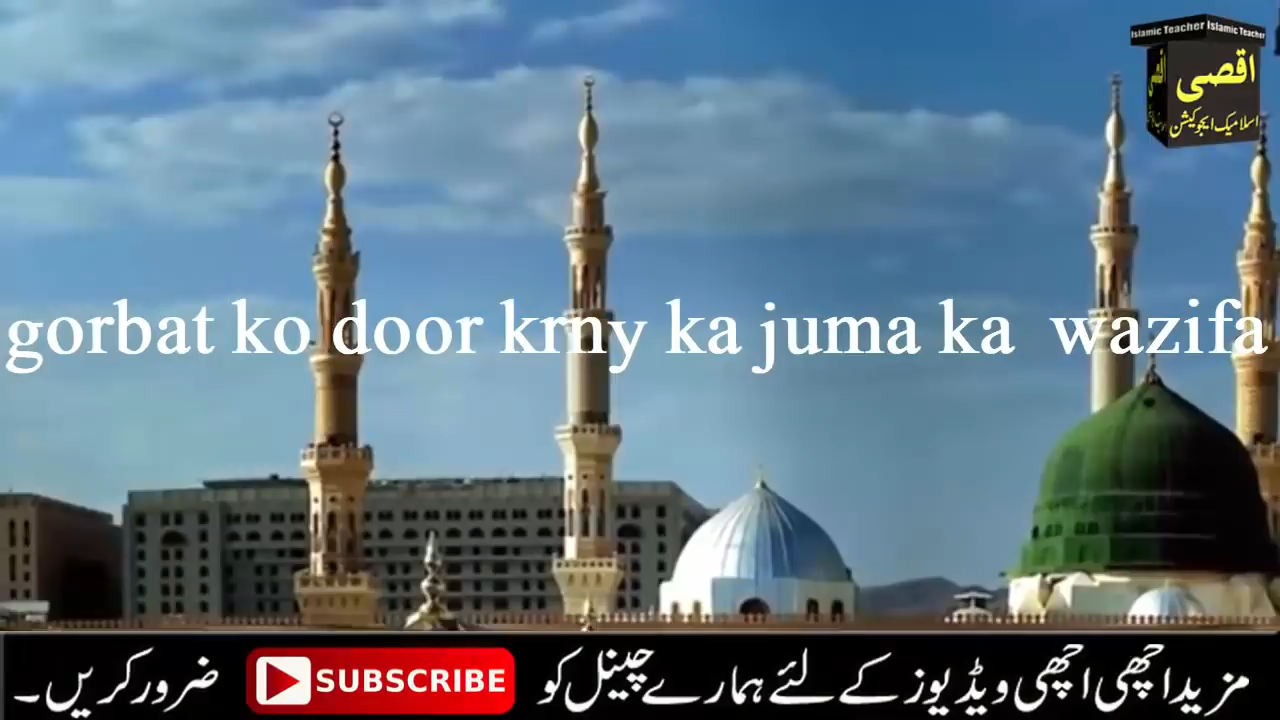 Islamic Teacher Islamic Teacher
اقصی
اسلامیک ایجوکیشن
gorbat ko door krny ka juma ka wazifa
مزید اچھی اچھی ویڈیوز کے لئے ہمارے چینل کو SUBSCRIBE ضرور کریں۔